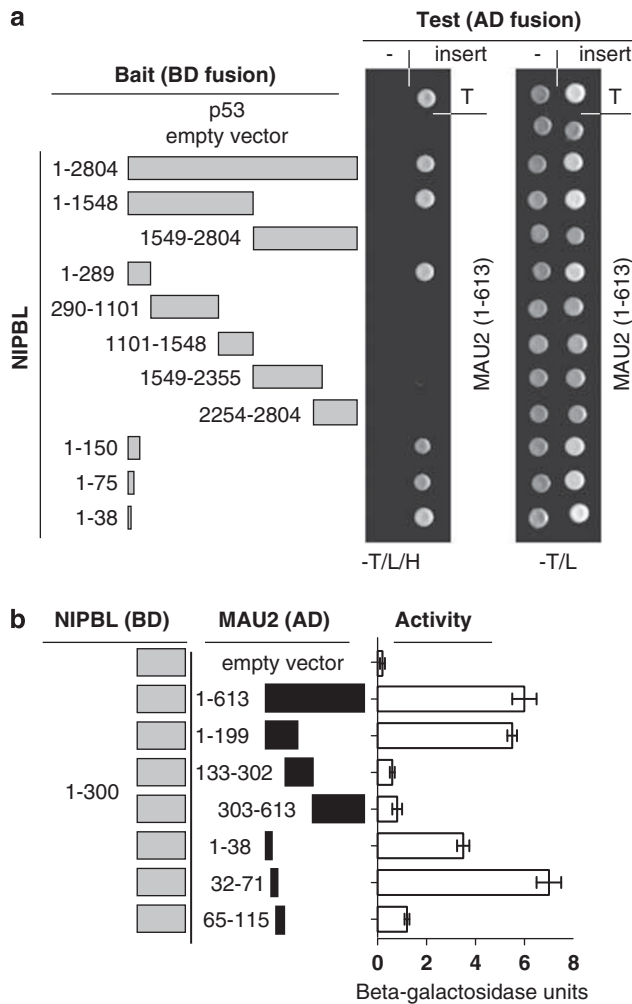 a
Test (AD fusion)
- insert - insert
Bait (BD fusion)
p53
T T
empty vector
1-2804
1-1548
1549-2804
1-289
290-1101
1101-1548
1549-2355
2254-2804
1-150
1-75
1-38
NIPBL
MAU2 (1-613)
MAU2 (1-613)
-T/L/H -T/L
b
NIPBL (BD) MAU2 (AD) Activity
empty vector
1-613
1-199
133-302
1-300
303-613
1-38
32-71
65-115
0 2 4 6 8
Beta-galactosidase units